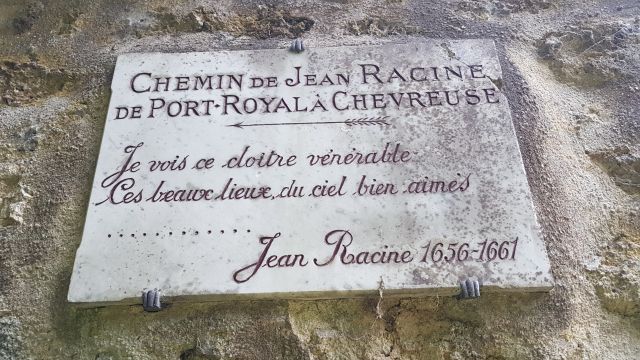 CHEMIN DE JEAN RACINE
DE PORT-ROYAL À CHEVREUSE
Je vois ce cloître vénérable
Ces beaux lieux, du ciel bien aimés
.............
Jean Racine 1656-1661